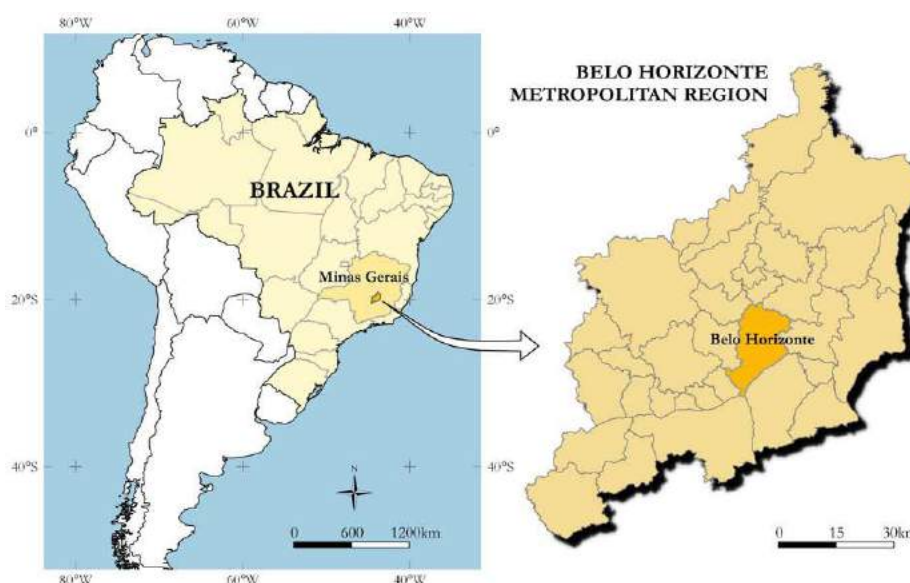 80°W
60°W
40°W
BELO HORIZONTE
METROPOLITAN REGION
0°
0°
BRAZIL
Minas Gerais
20°S
20°S
Belo Horizonte
40°S
40°S
N
0 600 1200km
0 15 30km
80°W
60°W
40°W